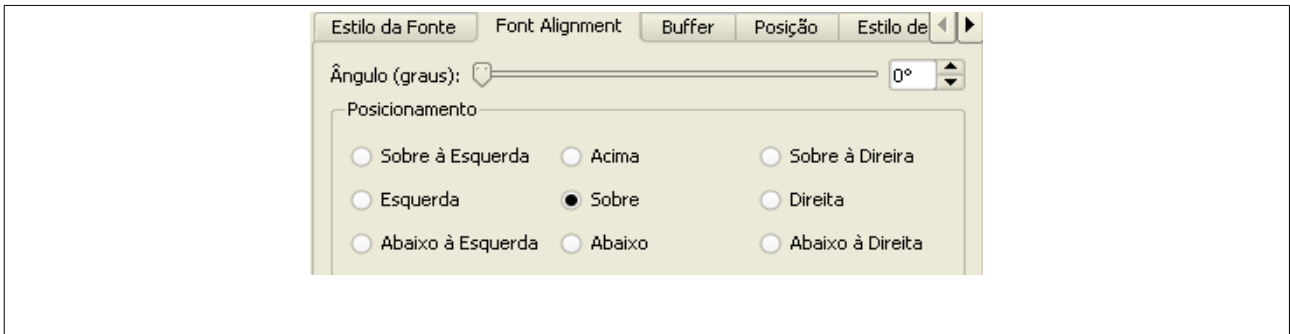 Estilo da Fonte Font Alignment Buffer Posição Estilo de
Ângulo (graus): 0°
Posicionamento
Sobre à Esquerda Acima Sobre à Direira
Esquerda Sobre Direita
Abaixo à Esquerda Abaixo Abaixo à Direita